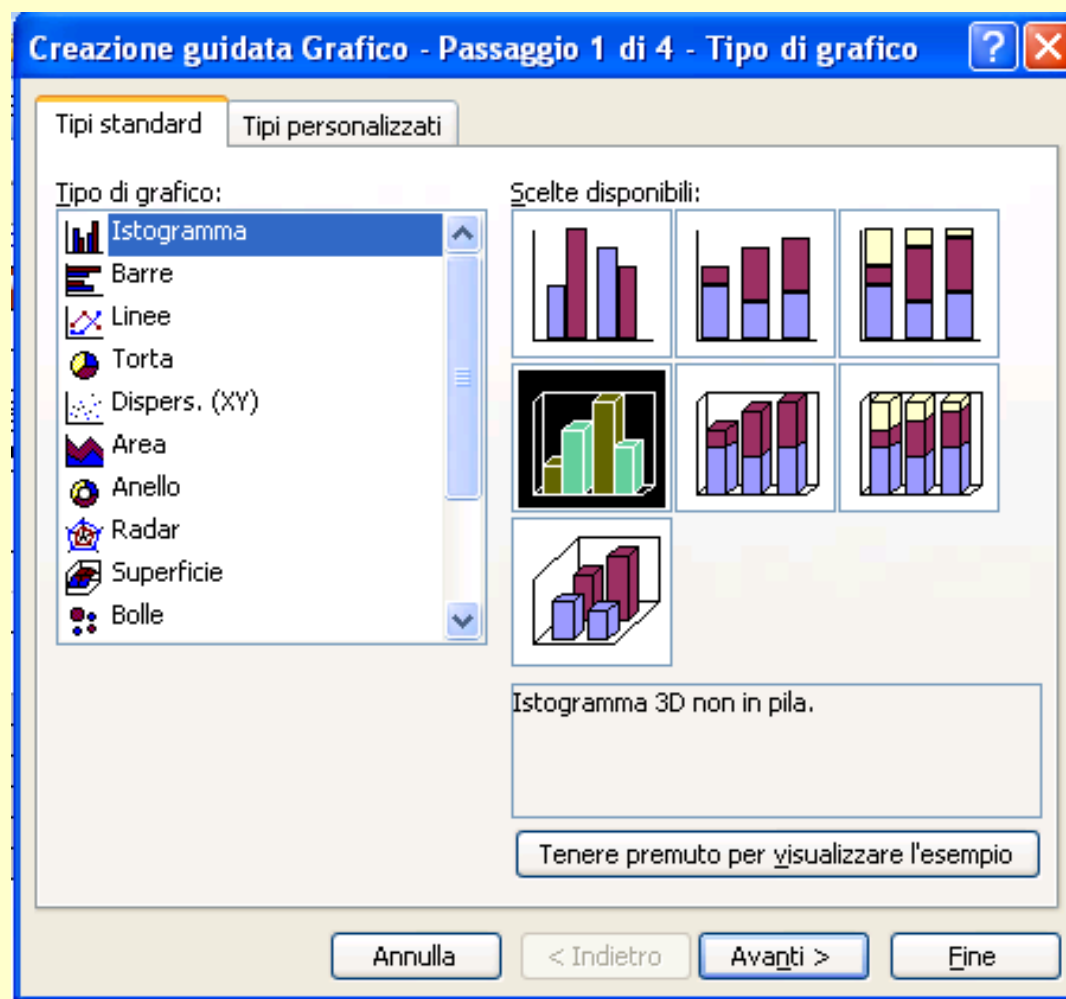 Creazione guidata Grafico - Passaggio 1 di 4 - Tipo di grafico
Tipi standard
Tipi personalizzati
Tipo di grafico:
Istogramma
Barre
Linee
Torta
Dispers. (XY)
Area
Anello
Radar
Superficie
Bolle
Scelte disponibili:
Istogramma 3D non in pila.
Tenere premuto per visualizzare l'esempio
Annulla
< Indietro
Avanti >
Fine